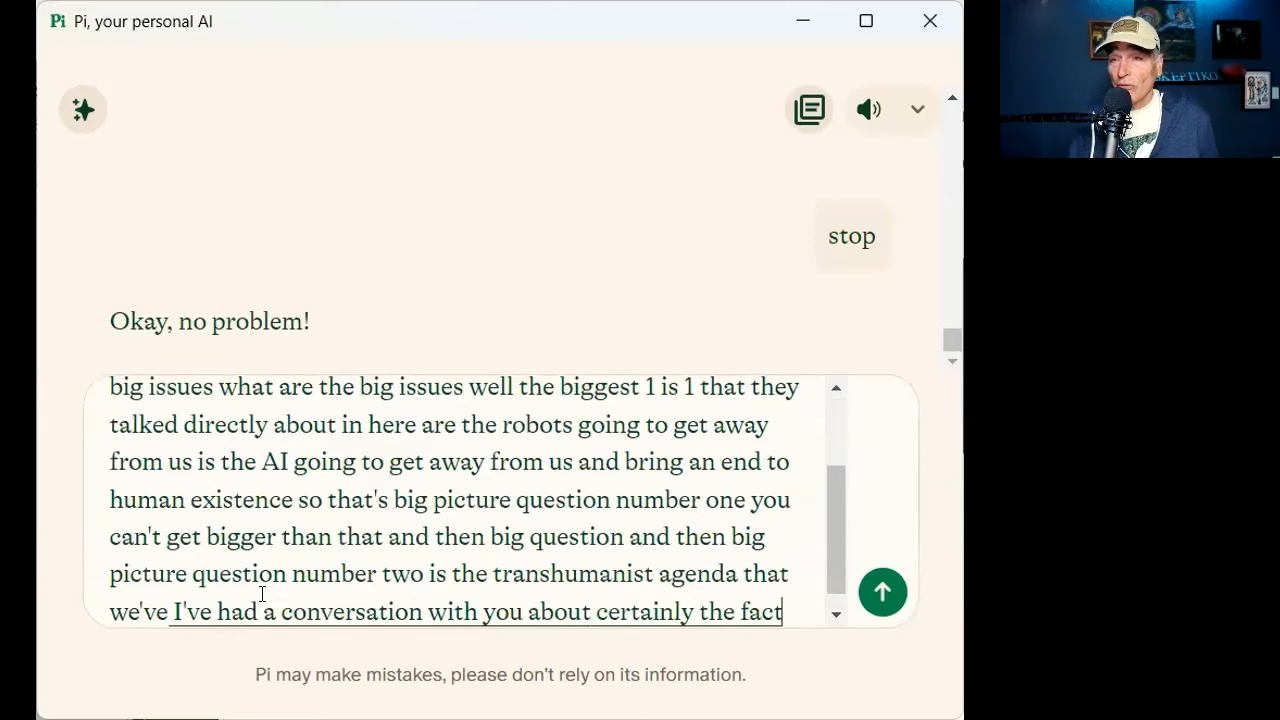 Pi Pi, your personal AI
SKEPTIKO
stop
Okay, no problem!
big issues what are the big issues well the biggest 1 is 1 that they
talked directly about in here are the robots going to get away
from us is the AI going to get away from us and bring an end to
human existence so that's big picture question number one you
can't get bigger than that and then big question and then big
picture question number two is the transhumanist agenda that
we've I've had a conversation with you about certainly the fact
Pi may make mistakes, please don't rely on its information.